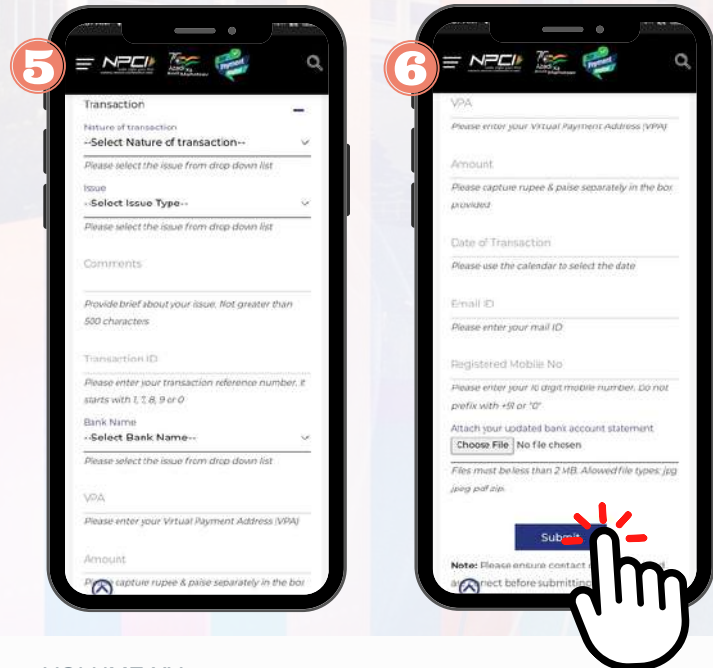 5
NPCI
Azadi Ka
Amrit Mahotsav
Transaction
Nature of transaction
--Select Nature of transaction--
Please select the issue from drop down list
Issue
--Select Issue Type--
Please select the issue from drop down list
Comments
Provide brief about your issue. Not greater than
500 characters
Transaction ID
Please enter your transaction reference number, it
starts with 1, 7, 8, 9 or 0
Bank Name
--Select Bank Name--
Please select the issue from drop down list
VPA
Please enter your Virtual Payment Address (VPA)
Amount
capture rupee & paise separately in the box
6
NPCI
Azadi Ka
Amrit Mahotsav
VPA
Please enter your Virtual Payment Address (VPA)
Amount
Please capture rupee & paise separately in the box
provided
Date of Transaction
Please use the calendar to select the date
Email ID
Please enter your mail ID
Registered Mobile No
Please enter your 10 digit mobile number. Do not
prefix with +91 or "0"
Attach your updated bank account statement
Choose File No file chosen
Files must be less than 2 MB. Allowed file types: jpg
jpeg pdf zip.
Submit
Note: Please ensure contact
before submitting